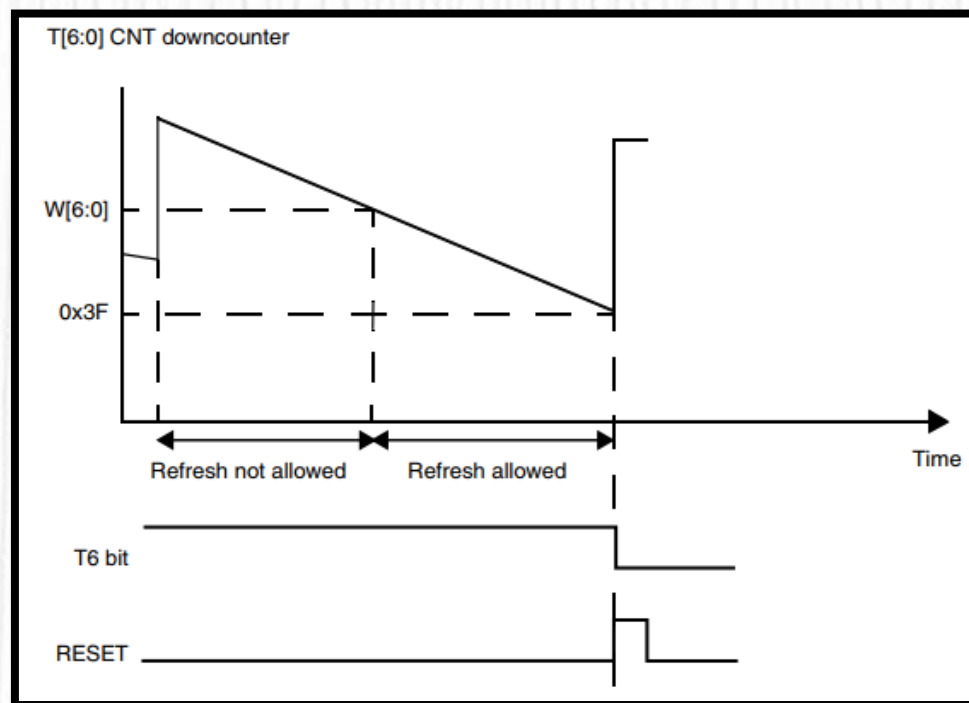 T[6:0] CNT downcounter
W[6:0]
0x3F
Refresh not allowed
Refresh allowed
Time
T6 bit
RESET